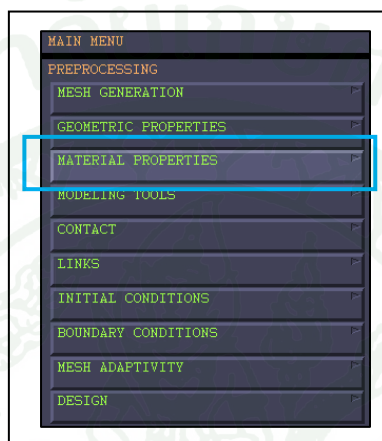 MAIN MENU
PREPROCESSING
MESH GENERATION
GEOMETRIC PROPERTIES
MATERIAL PROPERTIES
MODELING TOOLS
CONTACT
LINKS
INITIAL CONDITIONS
BOUNDARY CONDITIONS
MESH ADAPTIVITY
DESIGN